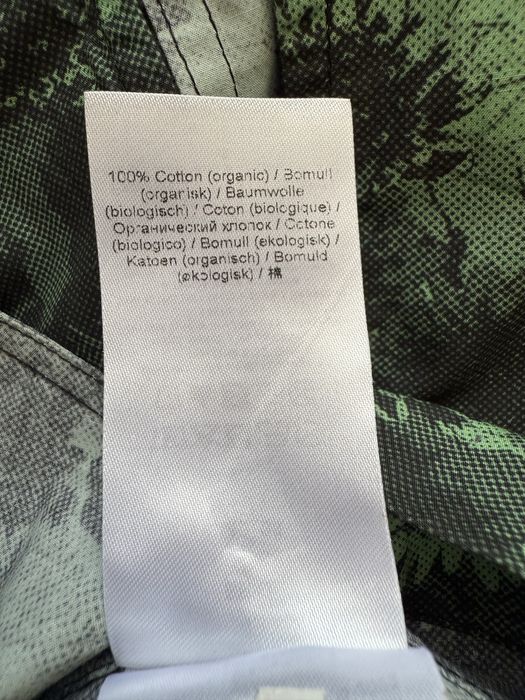 100% Cotton (organic) / Bomull
(organisk) / Baumwolle
(biologisch) / Coton (biologique) /
Органический хлопок / Cotone
(biologico) / Bomull (økologisk) /
Katoen (organisch) / Bomuld
(økologisk) / 棉